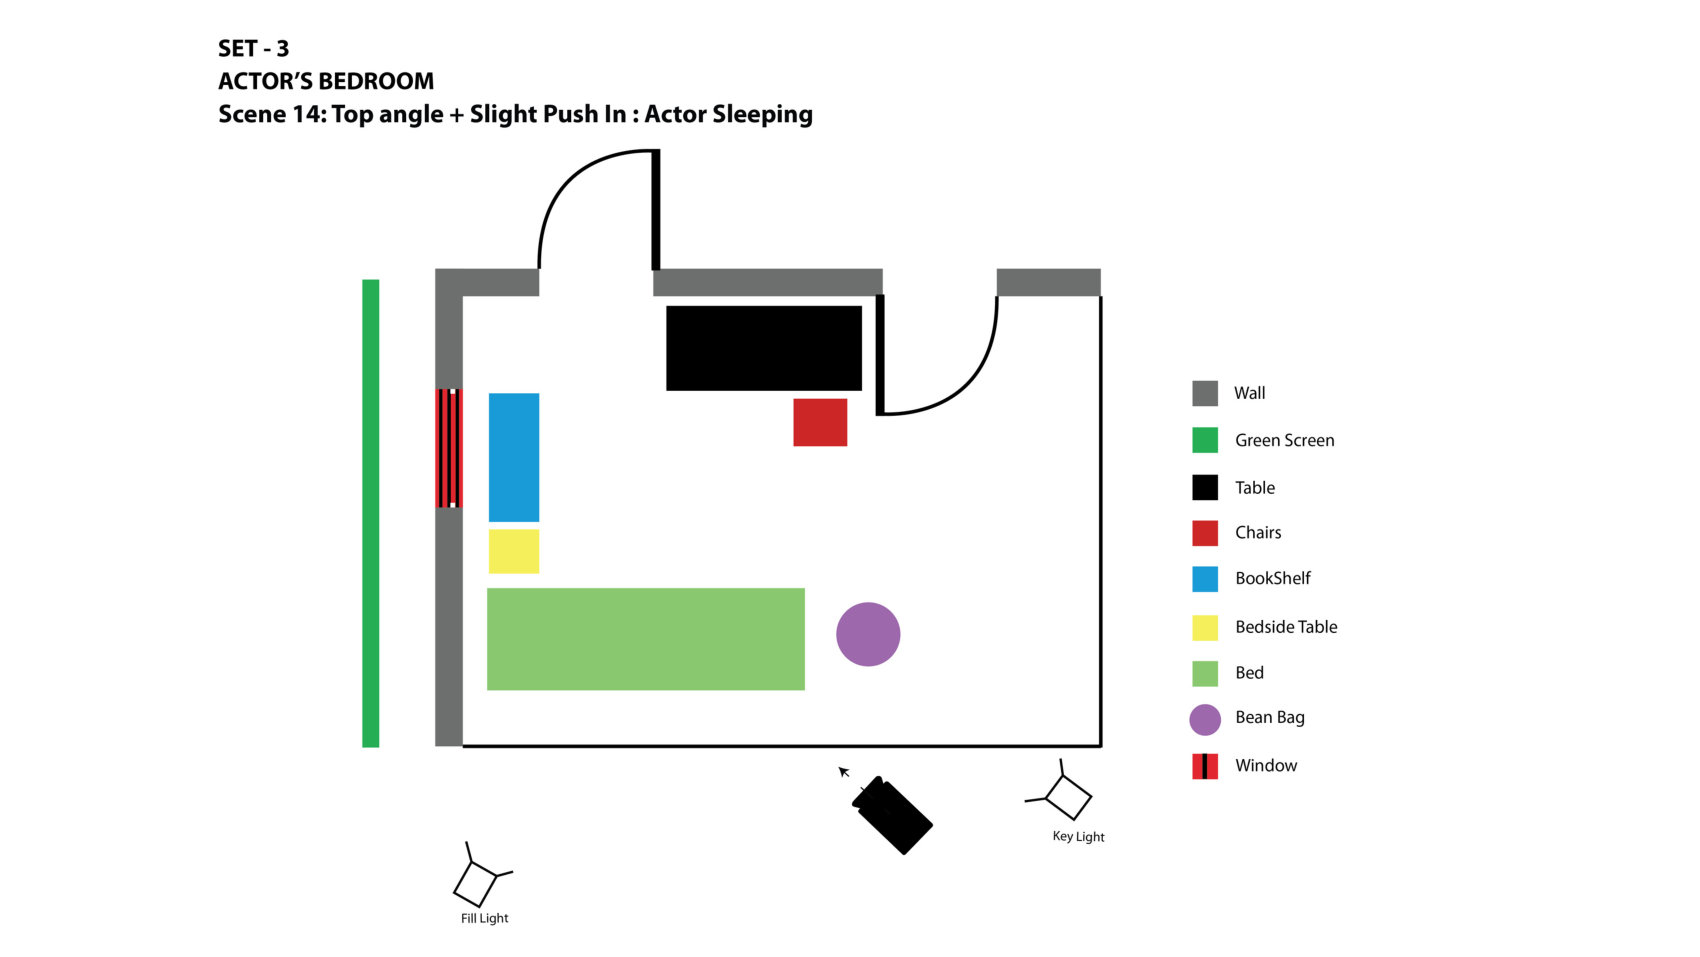 SET - 3
ACTOR’S BEDROOM
Scene 14: Top angle + Slight Push In : Actor Sleeping
Wall
Green Screen
Table
Chairs
BookShelf
Bedside Table
Bed
Bean Bag
Window
Key Light
Fill Light